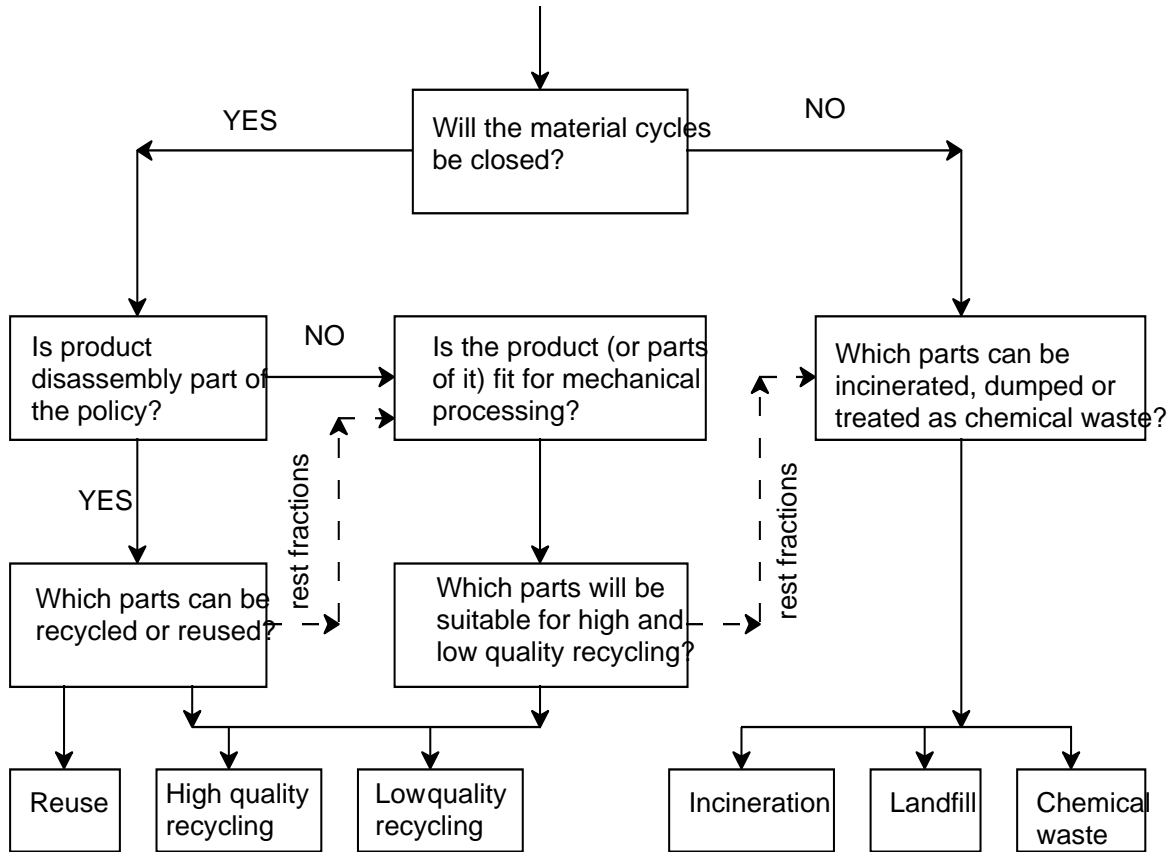 YES
NO
Will the material cycles
be closed?
Is product
disassembly part of
the policy?
NO
Is the product (or parts
of it) fit for mechanical
processing?
Which parts can be
incinerated, dumped or
treated as chemical waste?
YES
rest fractions
rest fractions
Which parts can be
recycled or reused?
Which parts will be
suitable for high and
low quality recycling?
Reuse
High quality
recycling
Lowquality
recycling
Incineration
Landfill
Chemical
waste